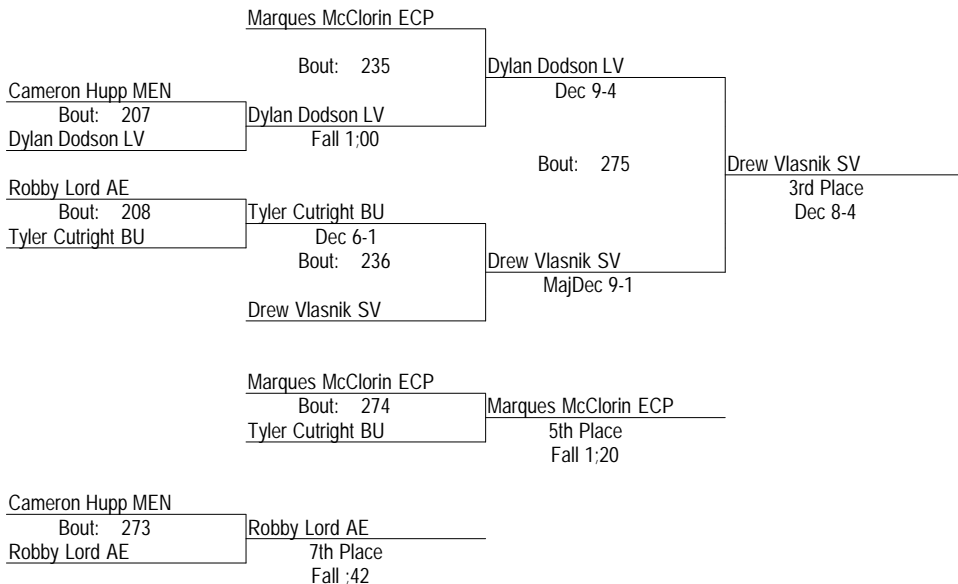 Marques McClorin ECP
Bout: 235
Dylan Dodson LV
Dec 9-4
Cameron Hupp MEN
Bout: 207
Dylan Dodson LV
Dylan Dodson LV
Fall 1;00
Bout: 275
Drew Vlasnik SV
3rd Place
Dec 8-4
Robby Lord AE
Bout: 208
Tyler Cutright BU
Tyler Cutright BU
Dec 6-1
Bout: 236
Drew Vlasnik SV
MajDec 9-1
Drew Vlasnik SV
Marques McClorin ECP
Bout: 274
Tyler Cutright BU
Marques McClorin ECP
5th Place
Fall 1;20
Cameron Hupp MEN
Bout: 273
Robby Lord AE
Robby Lord AE
7th Place
Fall ;42